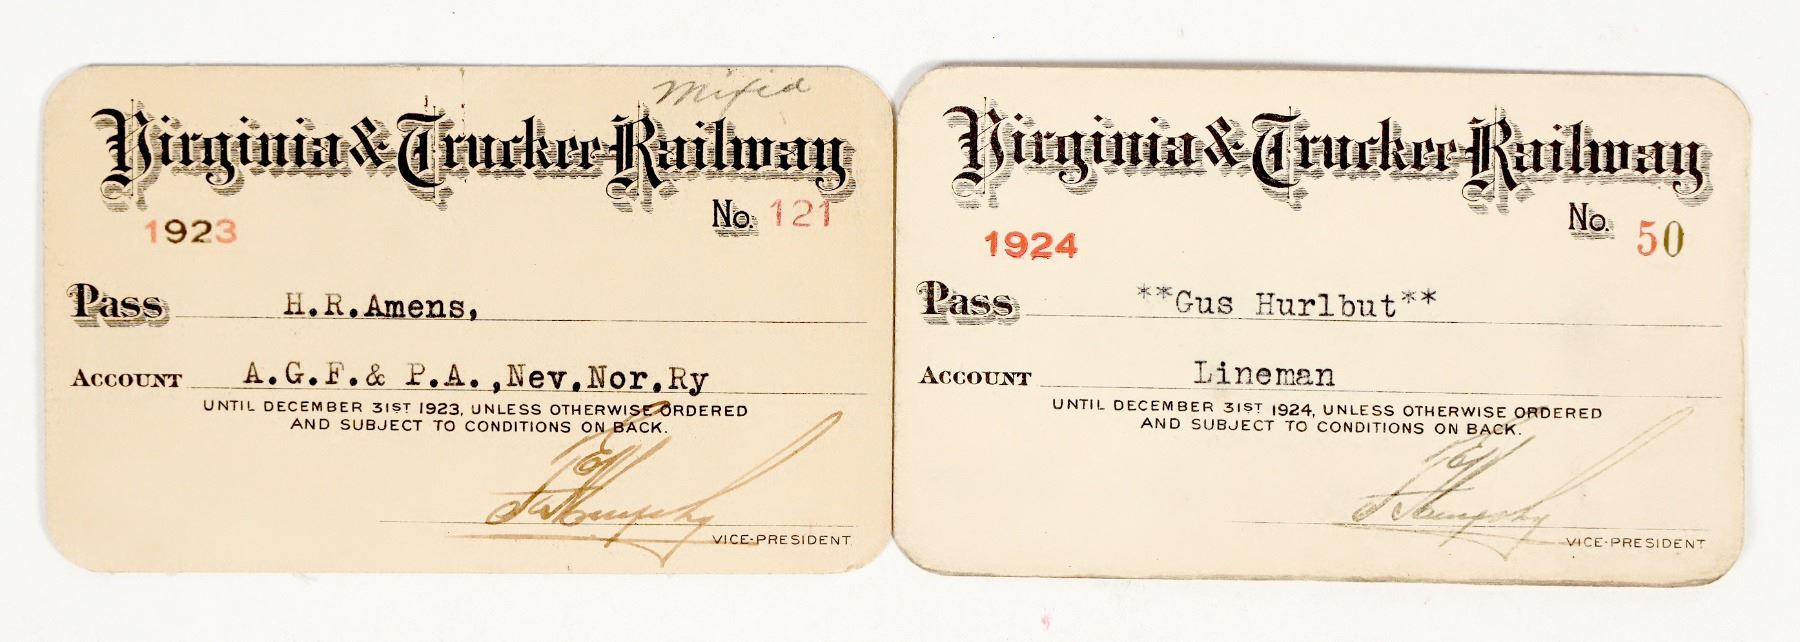 Mixed
Virginia & Truckee Railway
1923 No. 121
Pass H.R.Amens,
Account A.G.F.& P.A.,Nev.Nor.Ry
UNTIL DECEMBER 31ST 1923, UNLESS OTHERWISE ORDERED
AND SUBJECT TO CONDITIONS ON BACK.
VICE-PRESIDENT
Virginia & Truckee Railway
No. 50
1924
Pass **Gus Hurlbut**
Account Lineman
UNTIL DECEMBER 31ST 1924, UNLESS OTHERWISE ORDERED
AND SUBJECT TO CONDITIONS ON BACK.
VICE-PRESIDENT